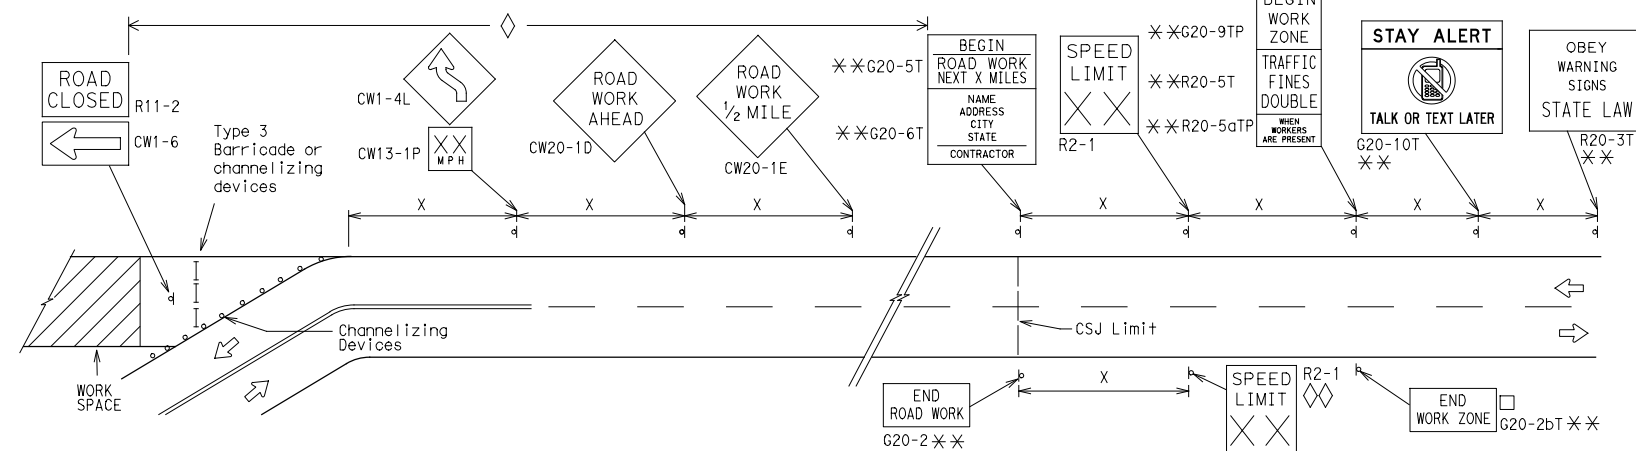 ROAD
CLOSED
R11-2
CW1-6
Type 3
Barricade or
channelizing
devices
CW1-4L
XX
MPH
CW13-1P
ROAD
WORK
AHEAD
CW20-1D
ROAD
WORK
1/2 MILE
CW20-1E
**G20-5T
**G20-6T
BEGIN
ROAD WORK
NEXT X MILES
NAME
ADDRESS
CITY
STATE
CONTRACTOR
SPEED
LIMIT
XX
R2-1
**G20-9TP
**R20-5T
**R20-5aTP
BEGIN
WORK
ZONE
TRAFFIC
FINES
DOUBLE
WHEN
WORKERS
ARE PRESENT
STAY ALERT
TALK OR TEXT LATER
G20-10T
**
OBEY
WARNING
SIGNS
STATE LAW
R20-3T
**
X
X
X
X
X
X
X
Channelizing
Devices
CSJ Limit
WORK
SPACE
END
ROAD WORK
G20-2 **
X
SPEED
LIMIT
XX
R2-1
END
WORK ZONE
G20-2bT **